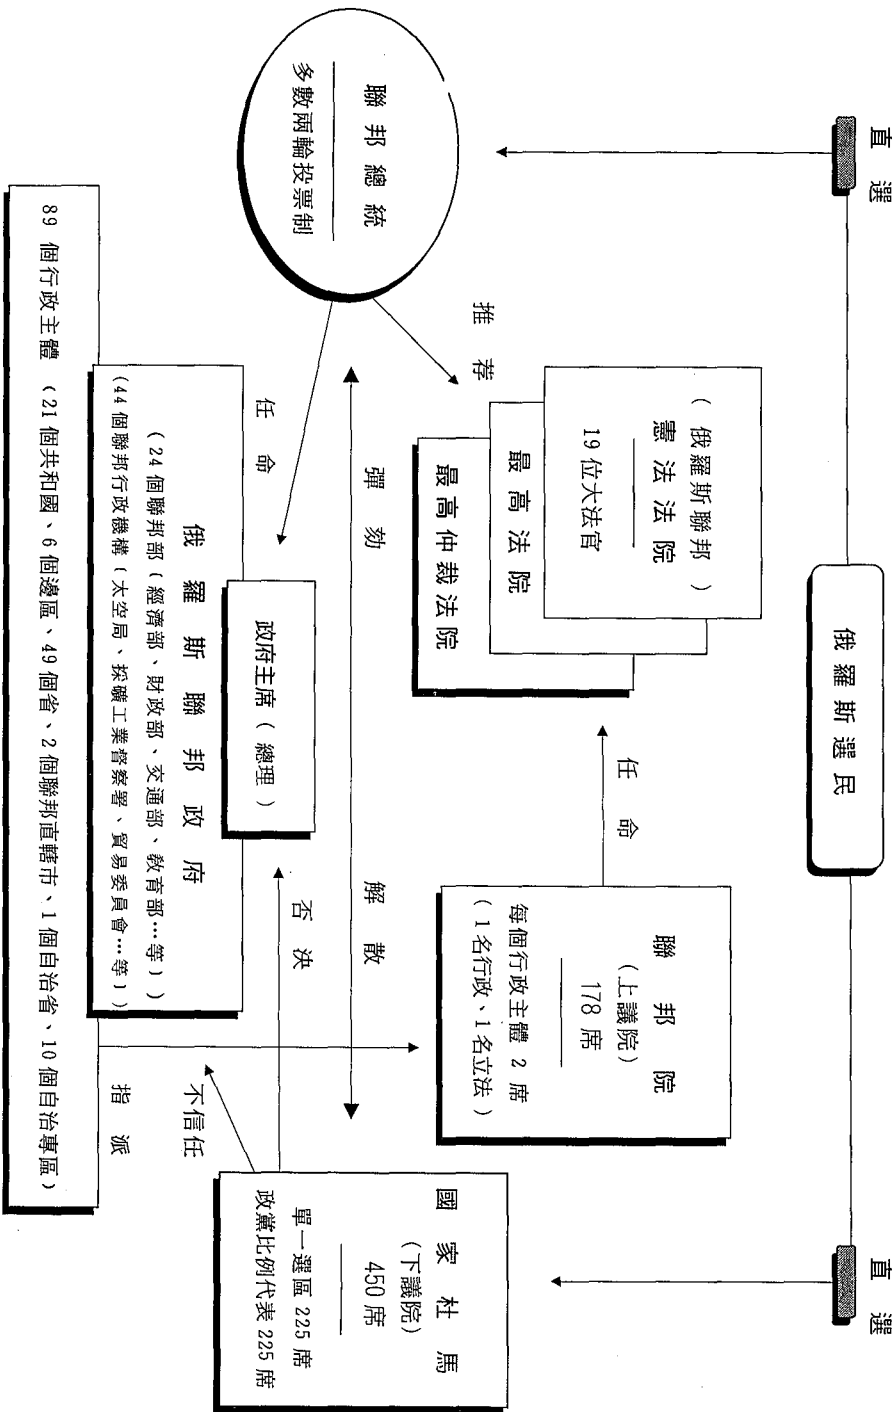 俄羅斯選民
直選
直選
聯邦總統
多數兩輪投票制
推荐
(俄羅斯聯邦)
憲法法院
19位大法官
最高法院
最高仲裁法院
任命
聯邦院
(上議院)
178席
每個行政主體2席
(1名行政、1名立法)
國家杜馬
(下議院)
450席
單一選區225席
政黨比例代表225席
彈劾
解散
任命
否決
不信任
指派
政府主席(總理)
俄羅斯聯邦政府
(24個聯邦部(經濟部、財政部、交通部、教育部…等))
(44個聯邦行政機構(太空局、採礦工業督察署、貿易委員會…等))
89個行政主體(21個共和國、6個邊區、49個省、2個聯邦直轄市、1個自治省、10個自治專區)